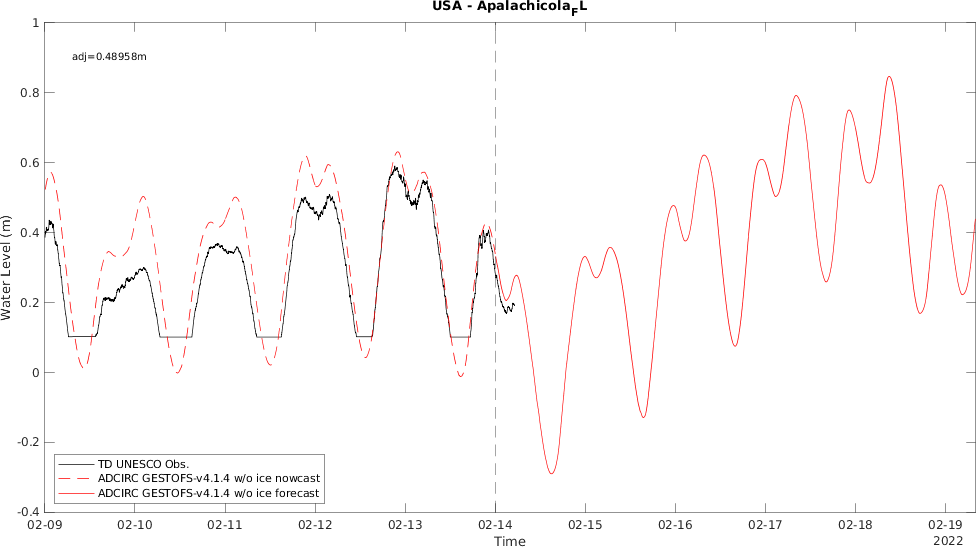 USA - Apalachicola_FL
adj=0.48958m
1
0.8
0.6
0.4
0.2
0
-0.2
-0.4
Water Level (m)
TD UNESCO Obs.
ADCIRC GESTOFS-v4.1.4 w/o ice nowcast
ADCIRC GESTOFS-v4.1.4 w/o ice forecast
02-09 02-10 02-11 02-12 02-13 02-14 02-15 02-16 02-17 02-18 02-19
Time
2022